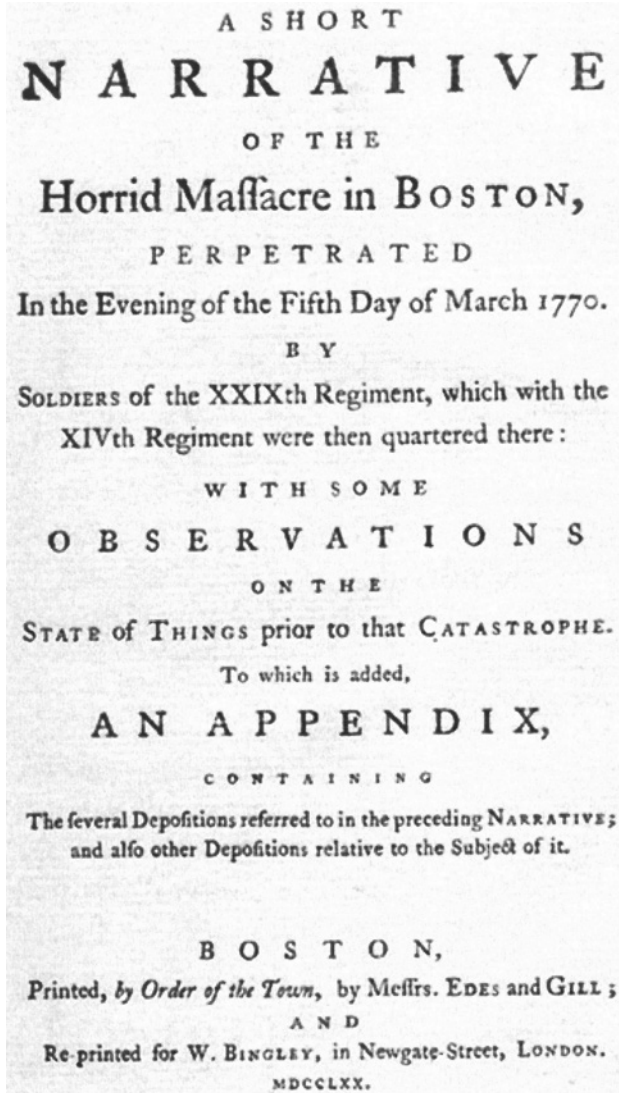 A SHORT
NARRATIVE
OF THE
Horrid Maſſacre in BOSTON,
PERPETRATED
In the Evening of the Fifth Day of March 1770.
BY
SOLDIERS of the XXIXth Regiment, which with the
XIVth Regiment were then quartered there:
WITH SOME
OBSERVATIONS
ON THE
STATE of THINGS prior to that CATASTROPHE.
To which is added,
AN APPENDIX,
CONTAINING
The ſeveral Depoſitions referred to in the preceding NARRATIVE;
and alſo other Depoſitions relative to the Subject of it.
BOSTON,
Printed, by Order of the Town, by Meſſrs. EDES and GILL;
AND
Re-printed for W. BINGLEY, in Newgate-Street, LONDON.
MDCCLXX.